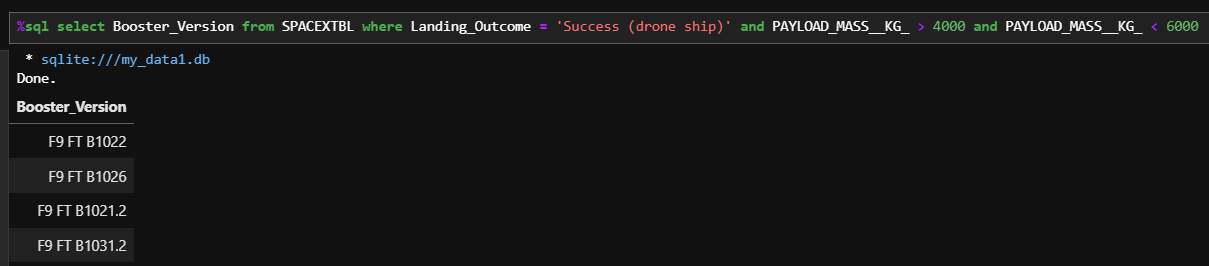 %sql select Booster_Version from SPACEXTBL where Landing_Outcome = 'Success (drone ship)' and PAYLOAD_MASS__KG_ > 4000 and PAYLOAD_MASS__KG_ < 6000
* sqlite:///my_data1.db
Done.
Booster_Version
F9 FT B1022
F9 FT B1026
F9 FT B1021.2
F9 FT B1031.2